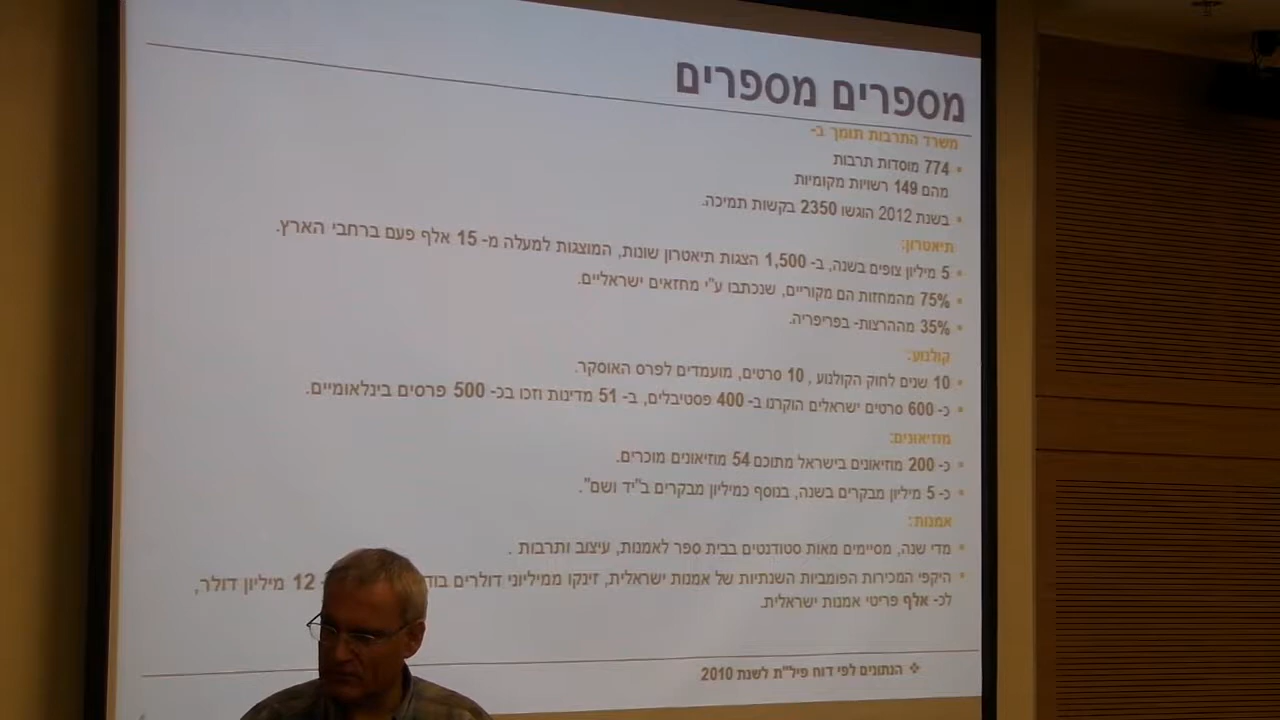 מספרים מספרים
משרד התרבות תומך ב-
774 מוסדות תרבות
מהם 149 רשויות מקומיות
בשנת 2012 הוגשו 2350 בקשות תמיכה.
תיאטרון:
5 מיליון צופים בשנה, ב- 1,500 הצגות תיאטרון שונות, המוצגות למעלה מ- 15 אלף פעם ברחבי הארץ.
75% מהמחזות הם מקוריים, שנכתבו ע"י מחזאים ישראליים.
35% מההרצות- בפריפריה.
קולנוע:
10 שנים לחוק הקולנוע , 10 סרטים, מועמדים לפרס האוסקר.
כ- 600 סרטים ישראלים הוקרנו ב- 400 פסטיבלים, ב- 51 מדינות וזכו בכ- 500 פרסים בינלאומיים.
מוזיאונים:
כ- 200 מוזיאונים בישראל מתוכם 54 מוזיאונים מוכרים.
כ- 5 מיליון מבקרים בשנה, בנוסף כמיליון מבקרים ב"יד ושם".
אמנות:
מדי שנה, מסיימים מאות סטודנטים בבית ספר לאמנות, עיצוב ותרבות .
היקפי המכירות הפומביות השנתיות של אמנות ישראלית, זינקו ממיליוני דולרים 12 מיליון דולר,
לכ- אלף פריטי אמנות ישראלית.
הנתונים לפי דוח פיל"ת לשנת 2010